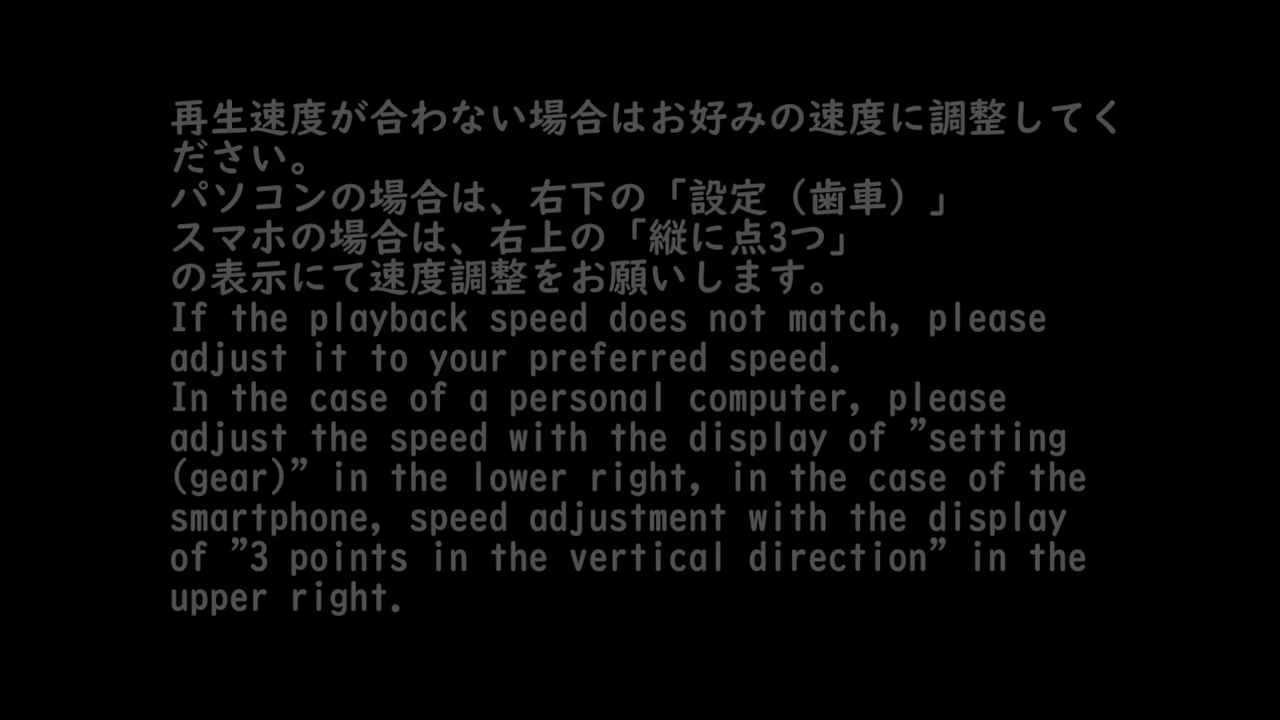 再生速度が合わない場合はお好みの速度に調整してく
ださい。
パソコンの場合は、右下の「設定（歯車）」
スマホの場合は、右上の「縦に点3つ」
の表示にて速度調整をお願いします。
If the playback speed does not match, please
adjust it to your preferred speed.
In the case of a personal computer, please
adjust the speed with the display of ”setting
(gear)” in the lower right, in the case of the
smartphone, speed adjustment with the display
of ”3 points in the vertical direction” in the
upper right.